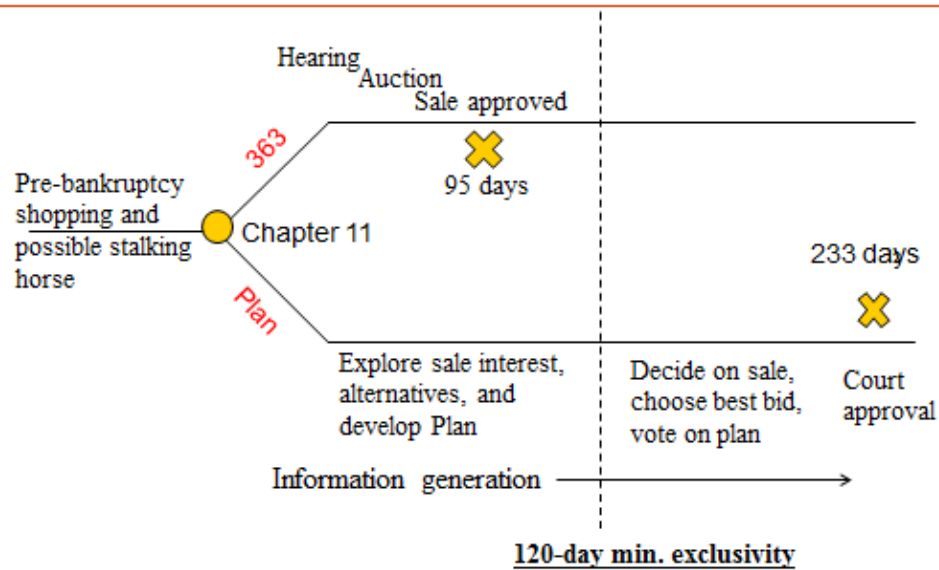 Hearing
Auction
Sale approved
363
95 days
Pre-bankruptcy
shopping and
possible stalking
horse
Chapter 11
233 days
Plan
Explore sale interest,
alternatives, and
develop Plan
Decide on sale,
choose best bid,
vote on plan
Court
approval
Information generation
120-day min. exclusivity